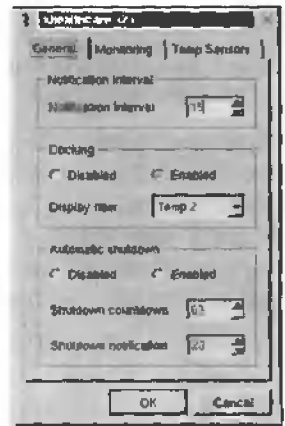 General Monitoring Temp Sensors
Notification Interval
Notification Interval 15
Docking
Disabled Enabled
Display Temp 2
Automatic shutdown
Disabled Enabled
Shutdown countdown
Shutdown notification
OK Cancel